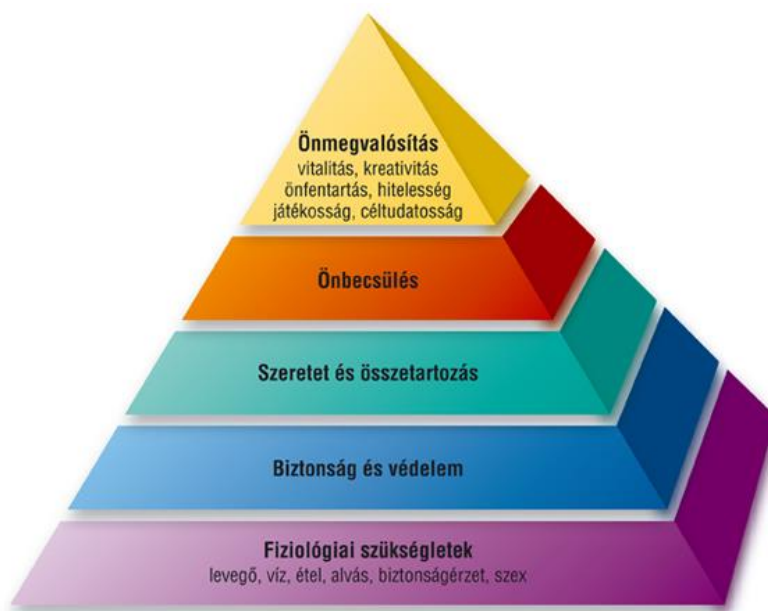 Önmegvalósítás
vitalitás, kreativitás
önfentartás, hitelesség
játékosság, céltudatosság
Önbecsülés
Szeretet és összetartozás
Biztonság és védelem
Fiziológiai szükségletek
levegő, víz, étel, alvás, biztonságérzet, szex